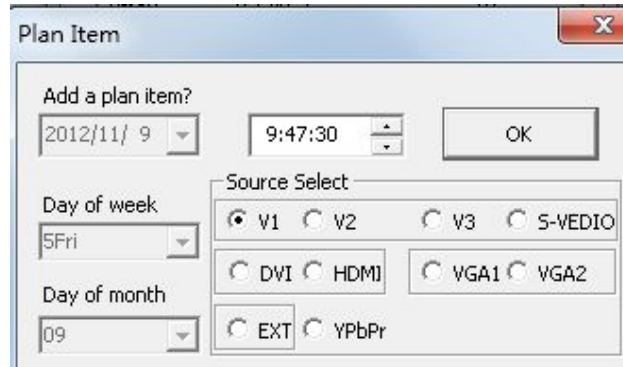 Plan Item
Add a plan item?
2012/11/ 9 9:47:30 OK
Source Select
Day of week
V1 V2 V3 S-VEDIO
5Fri
DVI HDMI VGA1 VGA2
Day of month
09 EXT YPbPr